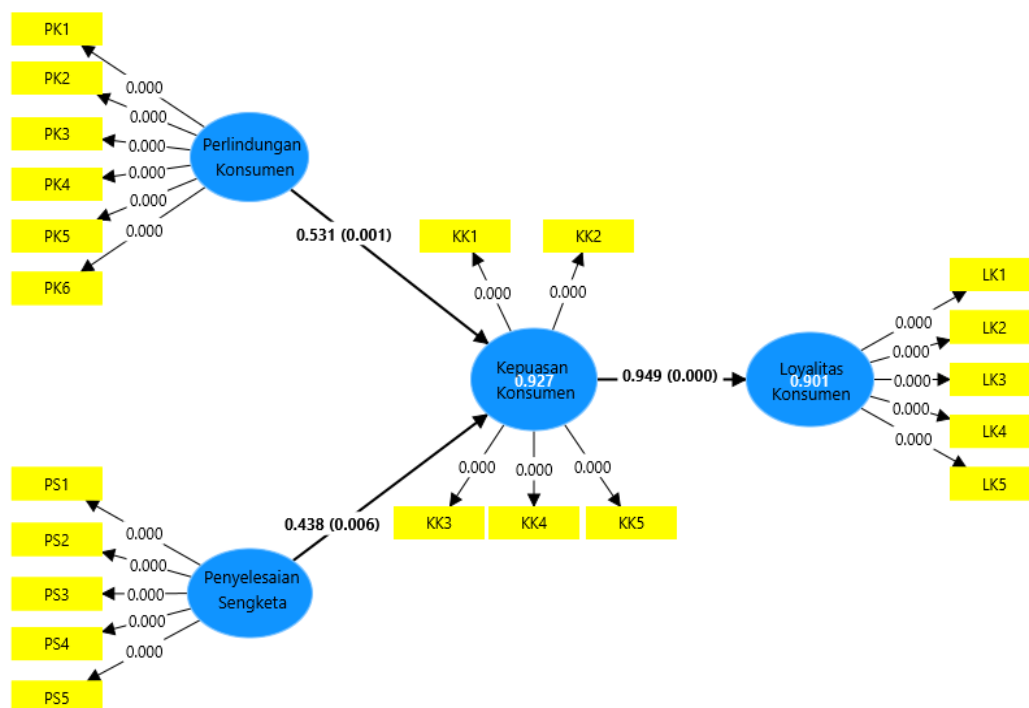 PK1
0.000
PK2
0.000
PK3
0.000
PK4
0.000
PK5
0.000
PK6
0.000
Perlindungan
Konsumen
0.531 (0.001)
KK1
KK2
0.000
0.000
Kepuasan
0.927
Konsumen
0.949 (0.000)
0.000
0.000
0.000
KK3
KK4
KK5
Loyalitas
0.901
Konsumen
LK1
0.000
LK2
0.000
LK3
0.000
LK4
0.000
LK5
0.000
0.438 (0.006)
PS1
0.000
PS2
0.000
PS3
0.000
PS4
0.000
PS5
0.000
Penyelesaian
Sengketa